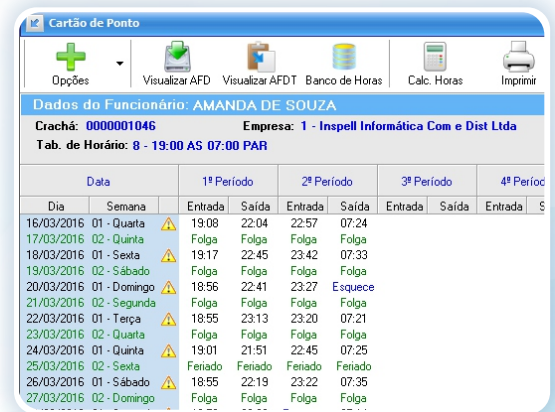 Cartão de Ponto
Opções Visualizar AFD Visualizar AFDT Banco de Horas Calc. Horas Imprimir
Dados do Funcionário: AMANDA DE SOUZA
Crachá: 0000001046 Empresa: 1 - Inspell Informática Com e Dist Ltda
Tab. de Horário: 8 - 19:00 AS 07:00 PAR
Data 1º Período 2º Período 3º Período 4º Períod
Dia Semana Entrada Saída Entrada Saída Entrada Saída Entrada S
16/03/2016 01 - Quarta 19:08 22:04 22:57 07:24
17/03/2016 02 - Quinta Folga Folga Folga Folga
18/03/2016 01 - Sexta 19:17 22:45 23:42 07:33
19/03/2016 02 - Sábado Folga Folga Folga Folga
20/03/2016 01 - Domingo 18:56 22:41 23:27 Esquece
21/03/2016 02 - Segunda Folga Folga Folga Folga
22/03/2016 01 - Terça 18:55 23:13 23:20 07:21
23/03/2016 02 - Quarta Folga Folga Folga Folga
24/03/2016 01 - Quinta 19:01 21:51 22:45 07:25
25/03/2016 02 - Sexta Feriado Feriado Feriado Feriado
26/03/2016 01 - Sábado 18:55 22:19 23:22 07:35
27/03/2016 02 - Domingo Folga Folga Folga Folga